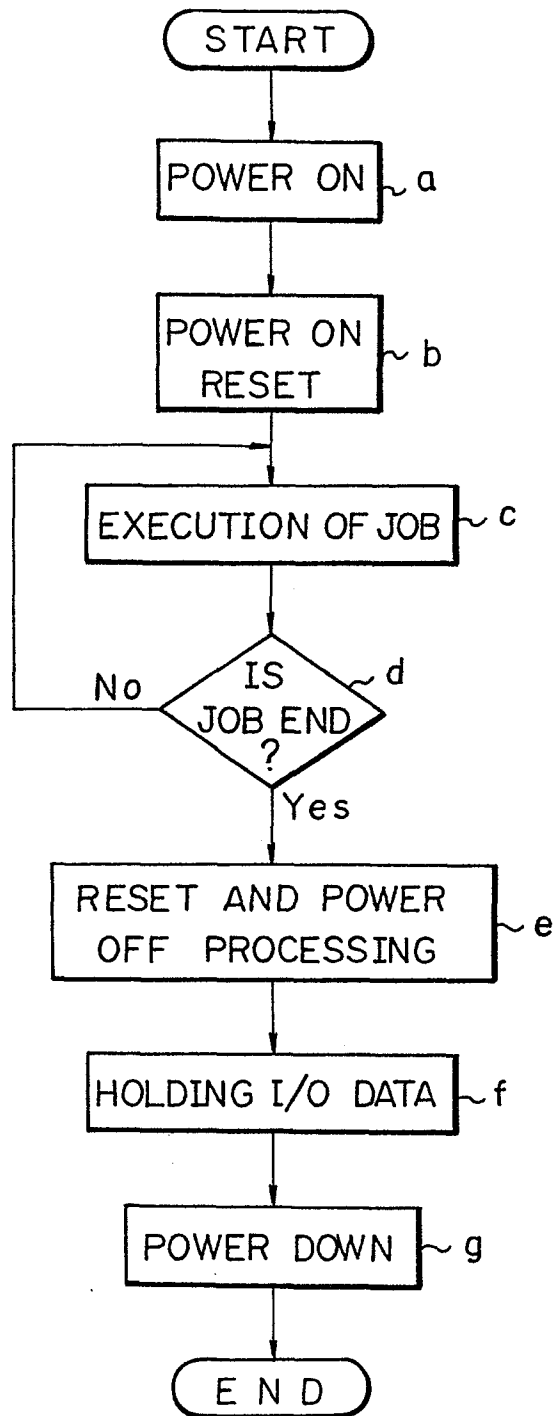 START
POWER ON
a
POWER ON
RESET
b
EXECUTION OF JOB
c
IS
JOB END
?
d
No
Yes
RESET AND POWER
OFF PROCESSING
e
HOLDING I/O DATA
f
POWER DOWN
g
END